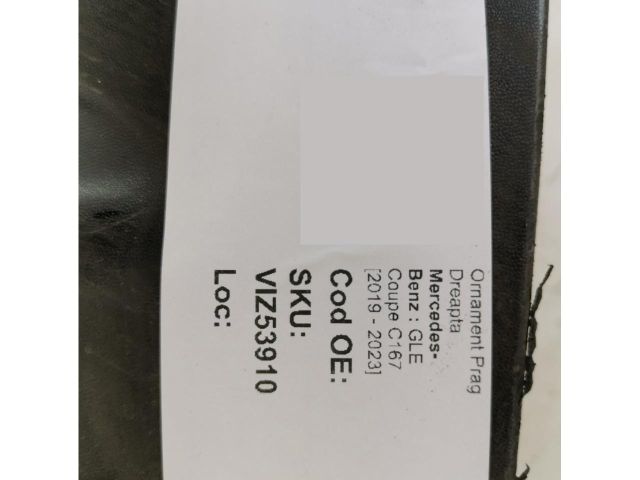 Ornament Prag
Dreapta
Mercedes-
Benz : GLE
Coupe C167
[2019 - 2023]
Cod OE:
SKU:
VIZ53910
Loc: